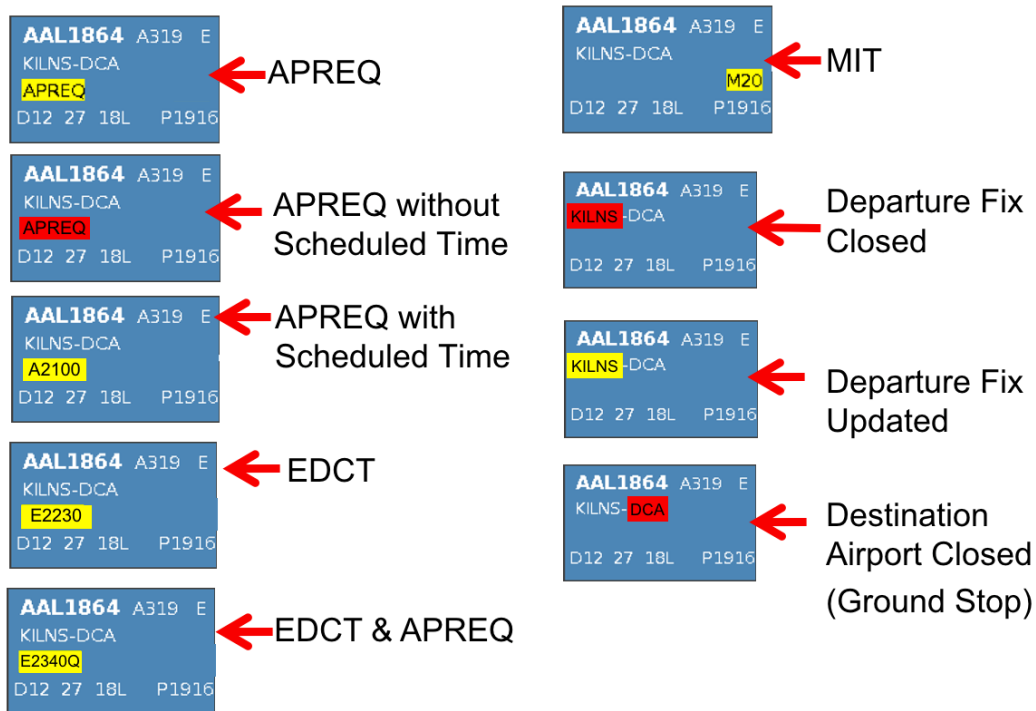 AAL1864 A319 E
KILNS-DCA
APREQ
D12 27 18L P1916
APREQ
AAL1864 A319 E
KILNS-DCA
APREQ
D12 27 18L P1916
APREQ without
Scheduled Time
AAL1864 A319 E
KILNS-DCA
A2100
D12 27 18L P1916
APREQ with
Scheduled Time
AAL1864 A319 E
KILNS-DCA
E2230
D12 27 18L P1916
EDCT
AAL1864 A319 E
KILNS-DCA
E2340Q
D12 27 18L P1916
EDCT & APREQ
AAL1864 A319 E
KILNS-DCA
M20
D12 27 18L P1916
MIT
AAL1864 A319 E
KILNS-DCA
D12 27 18L P1916
Departure Fix
Closed
AAL1864 A319 E
KILNS-DCA
D12 27 18L P1916
Departure Fix
Updated
AAL1864 A319 E
KILNS-DCA
D12 27 18L P1916
Destination
Airport Closed
(Ground Stop)